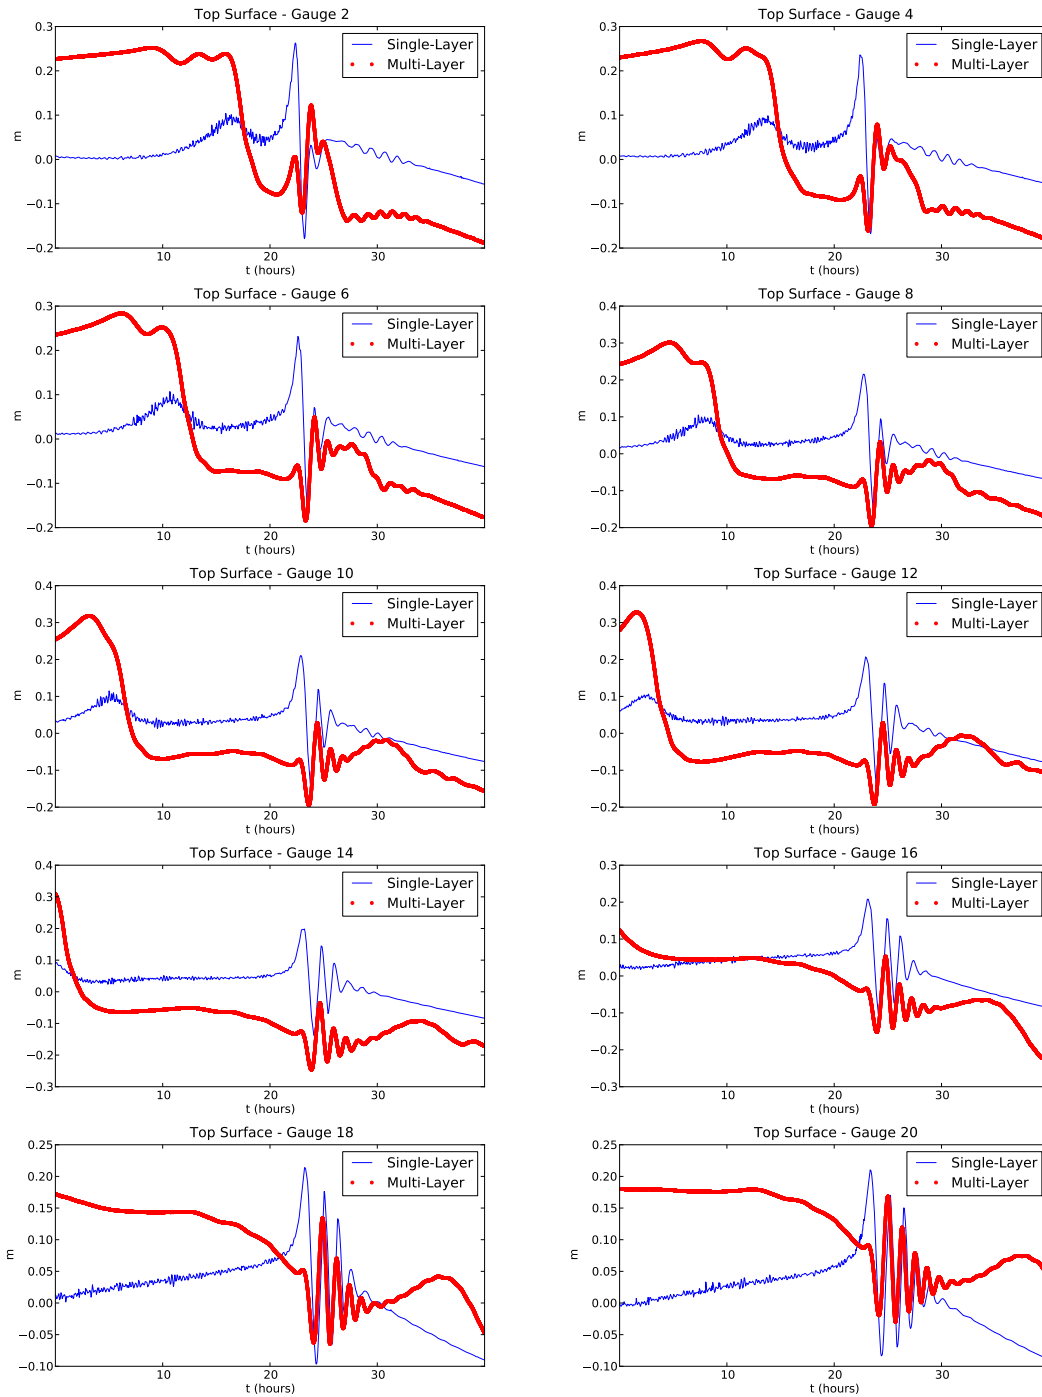 Top Surface - Gauge 2
0.3
0.2
0.1
0.0
−0.1
−0.2
m
Single-Layer
Multi-Layer
10
20
30
t (hours)
Top Surface - Gauge 4
0.3
0.2
0.1
0.0
−0.1
−0.2
m
Single-Layer
Multi-Layer
10
20
30
t (hours)
Top Surface - Gauge 6
0.3
0.2
0.1
0.0
−0.1
−0.2
m
Single-Layer
Multi-Layer
10
20
30
t (hours)
Top Surface - Gauge 8
0.4
0.3
0.2
0.1
0.0
−0.1
−0.2
m
Single-Layer
Multi-Layer
10
20
30
t (hours)
Top Surface - Gauge 10
0.4
0.3
0.2
0.1
0.0
−0.1
−0.2
m
Single-Layer
Multi-Layer
10
20
30
t (hours)
Top Surface - Gauge 12
0.4
0.3
0.2
0.1
0.0
−0.1
−0.2
m
Single-Layer
Multi-Layer
10
20
30
t (hours)
Top Surface - Gauge 14
0.4
0.3
0.2
0.1
0.0
−0.1
−0.2
−0.3
m
Single-Layer
Multi-Layer
10
20
30
t (hours)
Top Surface - Gauge 16
0.3
0.2
0.1
0.0
−0.1
−0.2
−0.3
m
Single-Layer
Multi-Layer
10
20
30
t (hours)
Top Surface - Gauge 18
0.25
0.20
0.15
0.10
0.05
0.00
−0.05
−0.10
m
Single-Layer
Multi-Layer
10
20
30
t (hours)
Top Surface - Gauge 20
0.25
0.20
0.15
0.10
0.05
0.00
−0.05
−0.10
m
Single-Layer
Multi-Layer
10
20
30
t (hours)